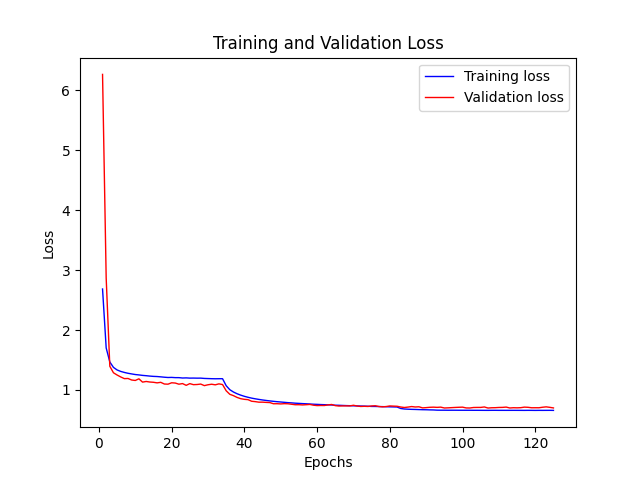 Training and Validation Loss
Training loss
Validation loss
Loss
6
5
4
3
2
1
0 20 40 60 80 100 120
Epochs